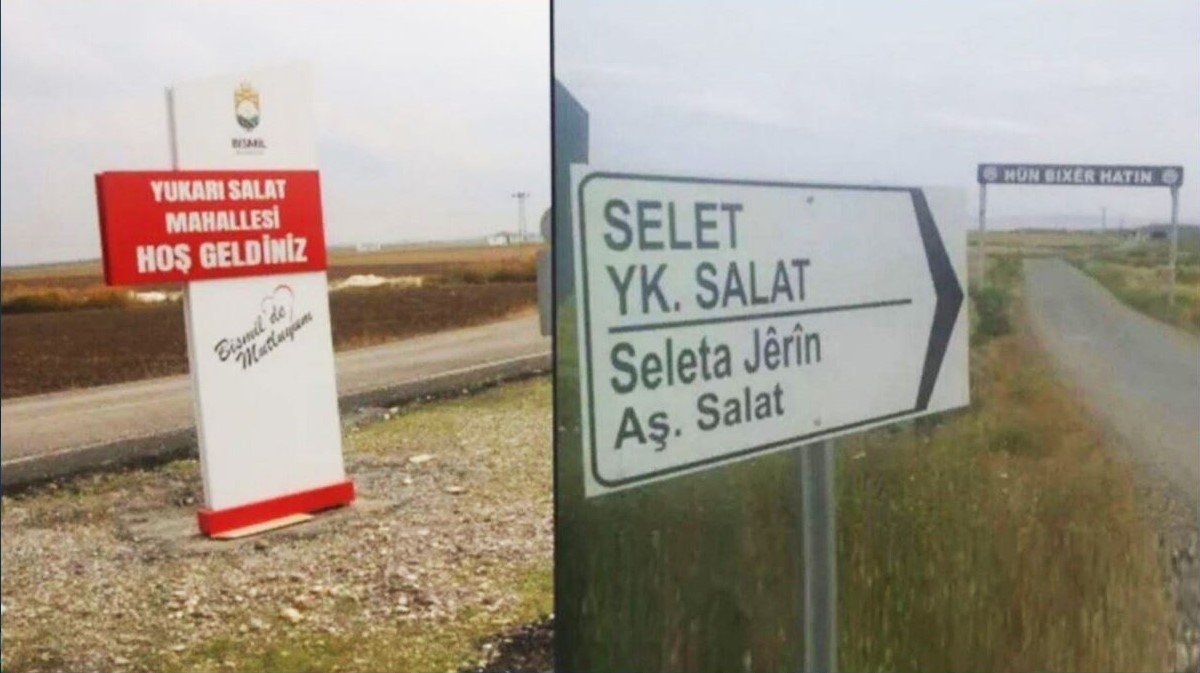 BISMIL
YUKARI SALAT
MAHALLESİ
HOŞ GELDİNİZ
Bismil'de
Mutluyum
HÛN BIXÊR HATIN
SELET
YK. SALAT
Seleta Jêrîn
Aş. Salat